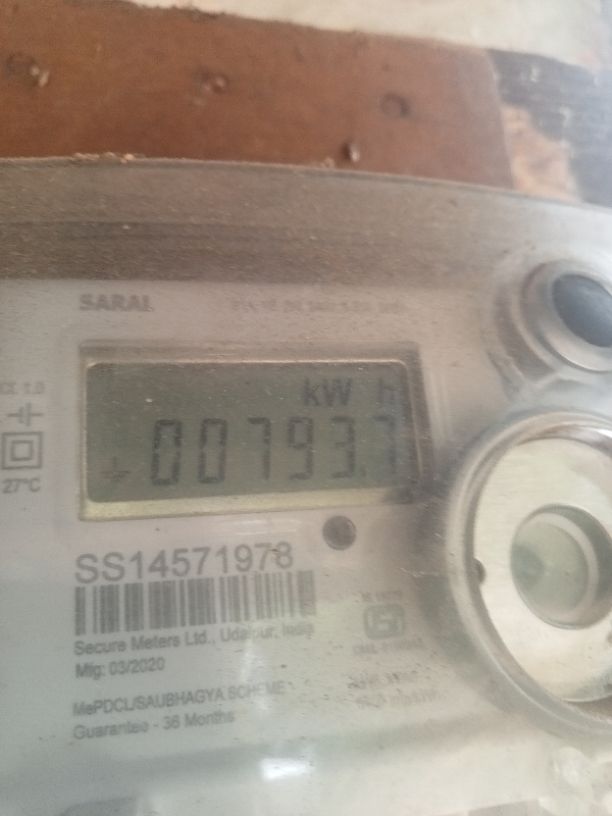 SARAL
kW h
00793.7
27°C
SS14571978
Secure Meters Ltd., Udaipur, India
Mfg: 03/2020
MePDCL/SAUBHAGYA SCHEME
Guarantee - 36 Months